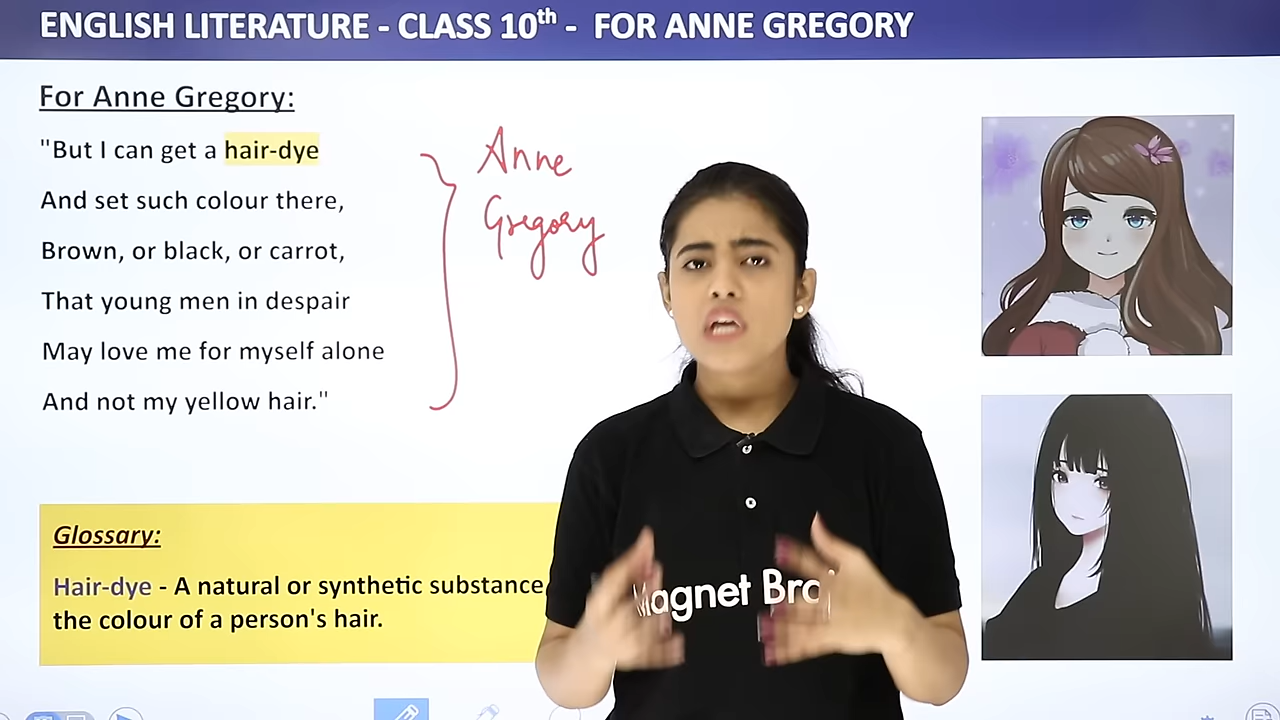 ENGLISH LITERATURE - CLASS 10th - FOR ANNE GREGORY
For Anne Gregory:
"But I can get a hair-dye
And set such colour there,
Brown, or black, or carrot,
That young men in despair
May love me for myself alone
And not my yellow hair."
Anne
Gregory
Glossary:
Hair-dye - A natural or synthetic substance
the colour of a person's hair.